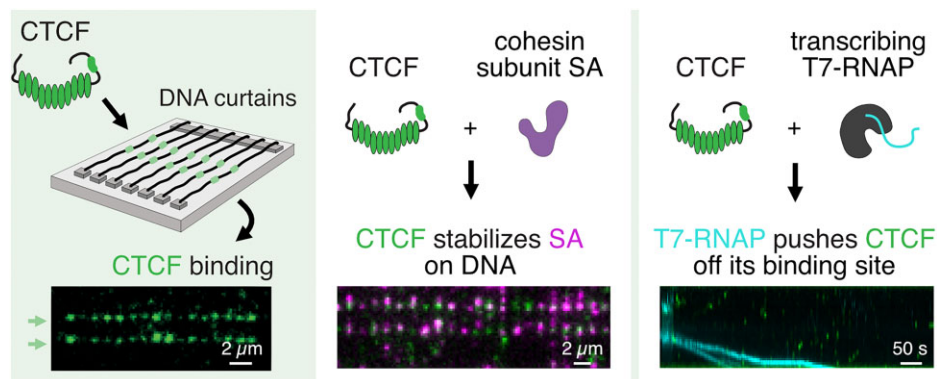 CTCF
DNA curtains
CTCF binding
2 µm
CTCF
cohesin
subunit SA
+
CTCF stabilizes SA
on DNA
2 µm
CTCF
transcribing
T7-RNAP
+
T7-RNAP pushes CTCF
off its binding site
50 s